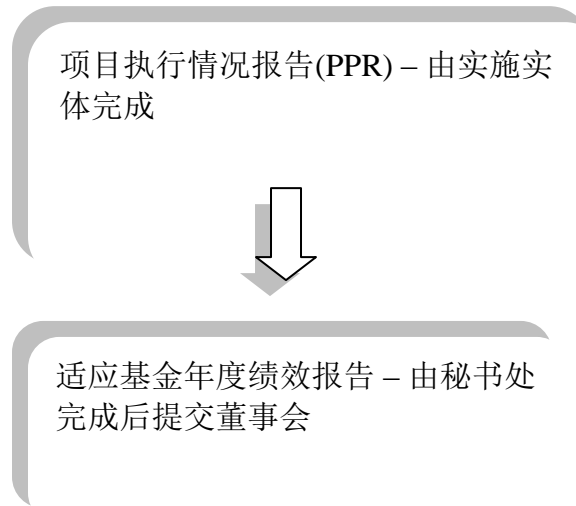 项目执行情况报告(PPR) – 由实施实
体完成
适应基金年度绩效报告 – 由秘书处
完成后提交董事会